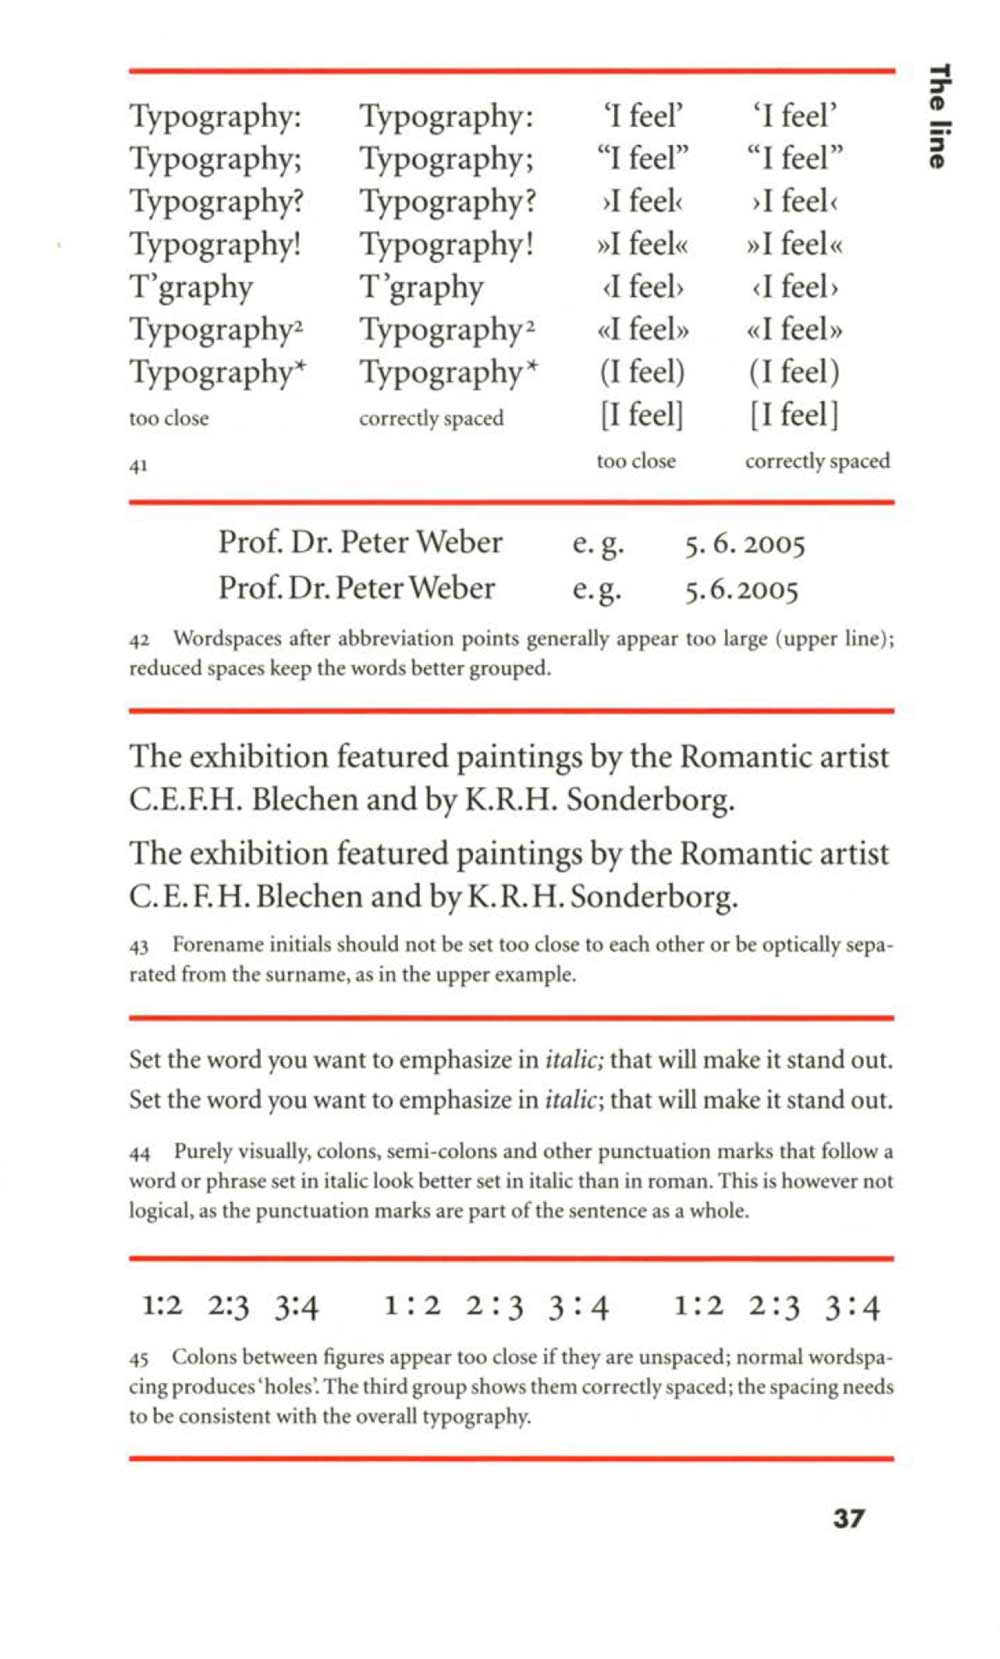 The line
Typography: Typography: ‘I feel’ ‘I feel’
Typography; Typography; “I feel” “I feel”
Typography? Typography? ›I feel‹ ›I feel‹
Typography! Typography! »I feel« »I feel«
T’graphy T’graphy ‹I feel› ‹I feel›
Typography² Typography² «I feel» «I feel»
Typography* Typography* (I feel) (I feel)
too close correctly spaced [I feel] [I feel]
41 too close correctly spaced
Prof. Dr. Peter Weber e. g. 5. 6. 2005
Prof. Dr. Peter Weber e. g. 5. 6. 2005
42 Wordspaces after abbreviation points generally appear too large (upper line);
reduced spaces keep the words better grouped.
The exhibition featured paintings by the Romantic artist
C.E.F.H. Blechen and by K.R.H. Sonderborg.
The exhibition featured paintings by the Romantic artist
C. E. F. H. Blechen and by K. R. H. Sonderborg.
43 Forename initials should not be set too close to each other or be optically sepa-
rated from the surname, as in the upper example.
Set the word you want to emphasize in italic; that will make it stand out.
Set the word you want to emphasize in italic; that will make it stand out.
44 Purely visually, colons, semi-colons and other punctuation marks that follow a
word or phrase set in italic look better set in italic than in roman. This is however not
logical, as the punctuation marks are part of the sentence as a whole.
1:2 2:3 3:4 1 : 2 2 : 3 3 : 4 1 : 2 2 : 3 3 : 4
45 Colons between figures appear too close if they are unspaced; normal wordspa-
cing produces ‘holes’. The third group shows them correctly spaced; the spacing needs
to be consistent with the overall typography.
37